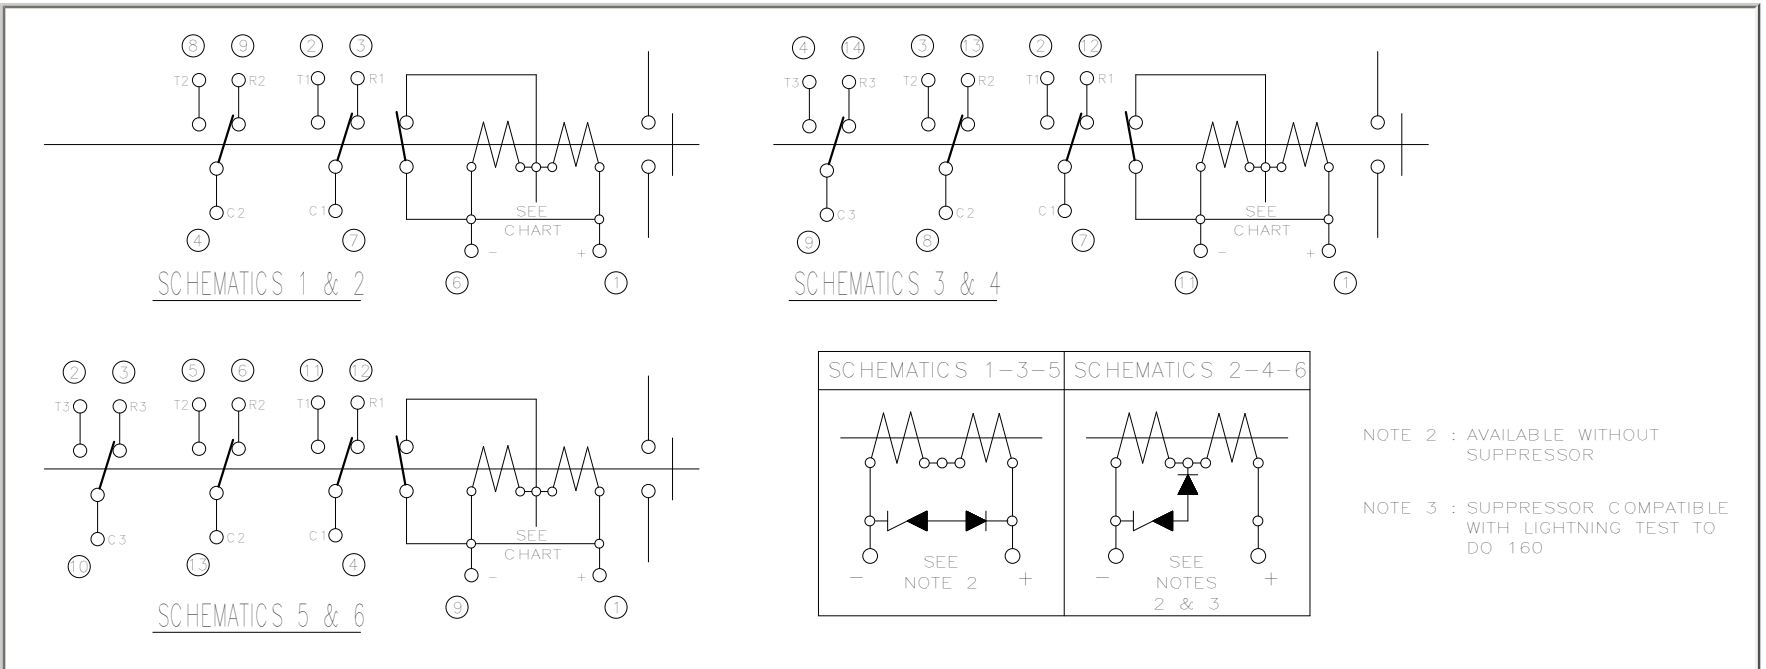 8 9 2 3
T2 R2 T1 R1
C2 C1
SEE
CHART
4 7
- +
6 1
SCHEMATICS 1 & 2
4 14 3 13 2 12
T3 R3 T2 R2 T1 R1
C3 C2 C1
SEE
CHART
9 8 7
- +
11 1
SCHEMATICS 3 & 4
2 3 5 6 11 12
T3 R3 T2 R2 T1 R1
C3 C2 C1
SEE
CHART
10 13 4
- +
9 1
SCHEMATICS 5 & 6
SCHEMATICS 1-3-5
SEE
NOTE 2
- +
SCHEMATICS 2-4-6
SEE
NOTES
2 & 3
- +
NOTE 2 : AVAILABLE WITHOUT
SUPPRESSOR
NOTE 3 : SUPPRESSOR COMPATIBLE
WITH LIGHTNING TEST TO
DO 160